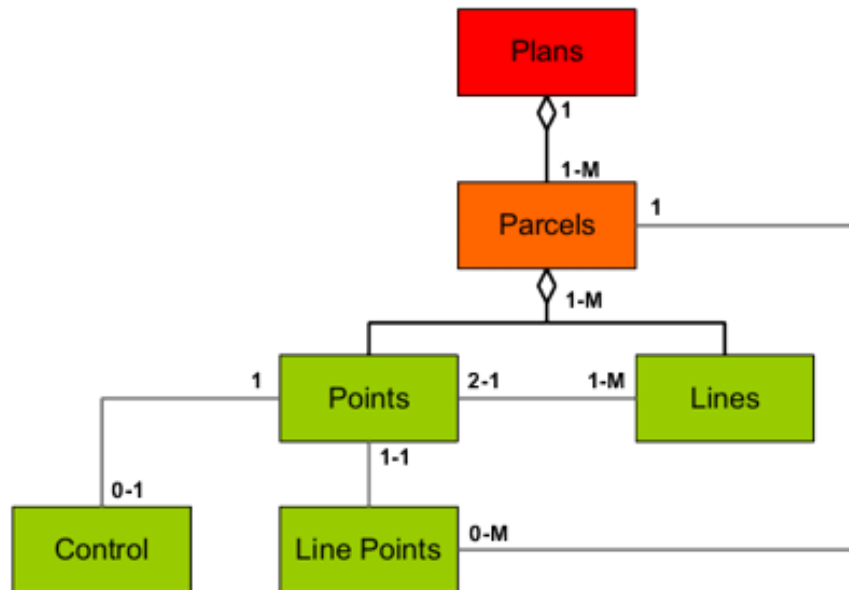 Plans
1
1-M
Parcels
1
1-M
1
Points
2-1
1-M
Lines
1-1
0-1
Control
Line Points
0-M